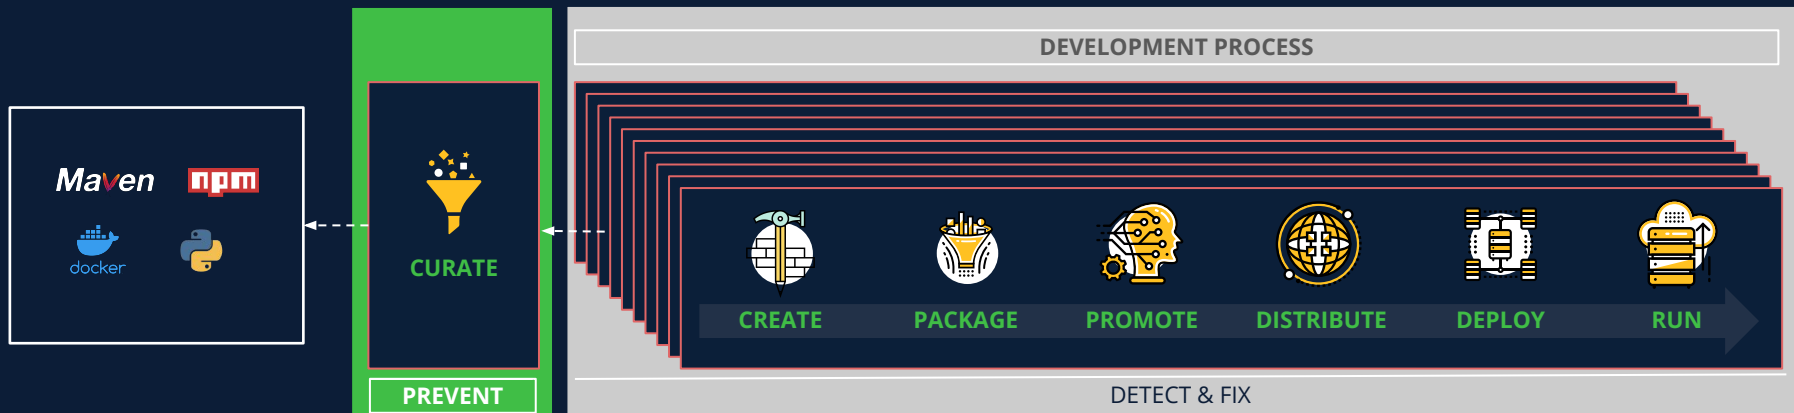 Maven
npm
docker
CURATE
PREVENT
DEVELOPMENT PROCESS
CREATE
PACKAGE
PROMOTE
DISTRIBUTE
DEPLOY
RUN
DETECT & FIX